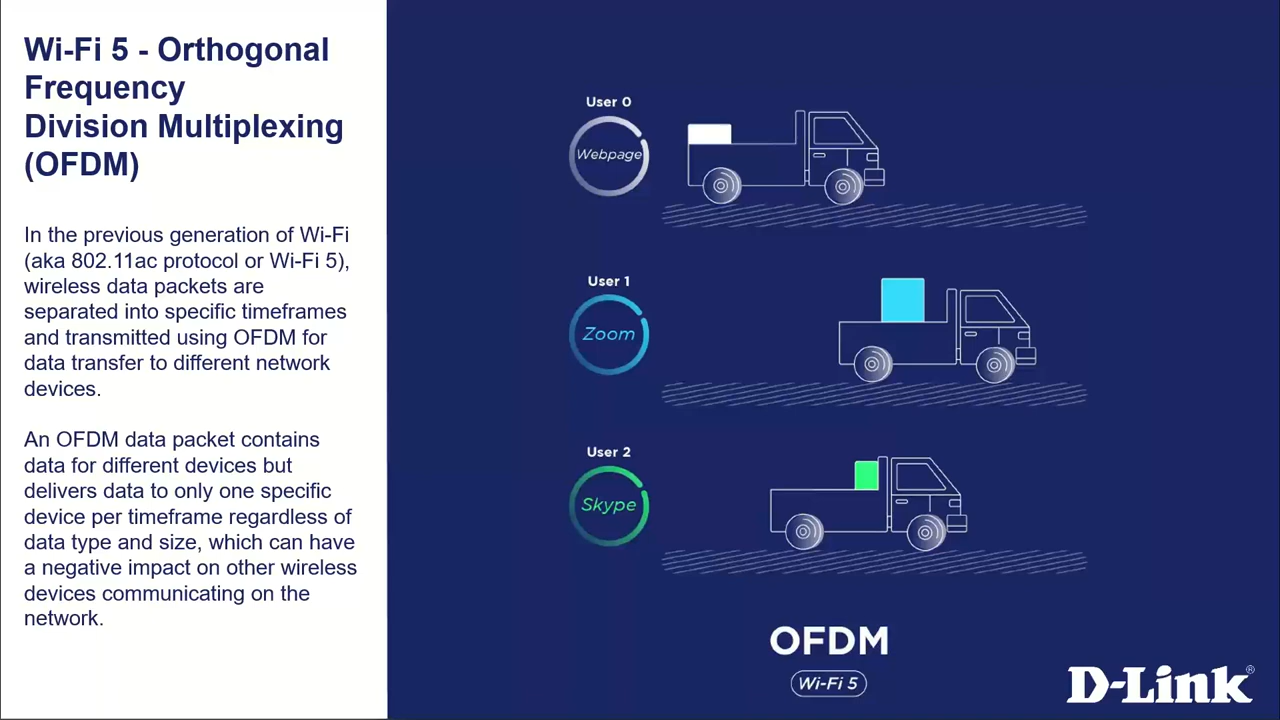 Wi-Fi 5 - Orthogonal
Frequency
Division Multiplexing
(OFDM)
In the previous generation of Wi-Fi
(aka 802.11ac protocol or Wi-Fi 5),
wireless data packets are
separated into specific timeframes
and transmitted using OFDM for
data transfer to different network
devices.
An OFDM data packet contains
data for different devices but
delivers data to only one specific
device per timeframe regardless of
data type and size, which can have
a negative impact on other wireless
devices communicating on the
network.
User 0
Webpage
User 1
Zoom
User 2
Skype
OFDM
Wi-Fi 5
D-Link®